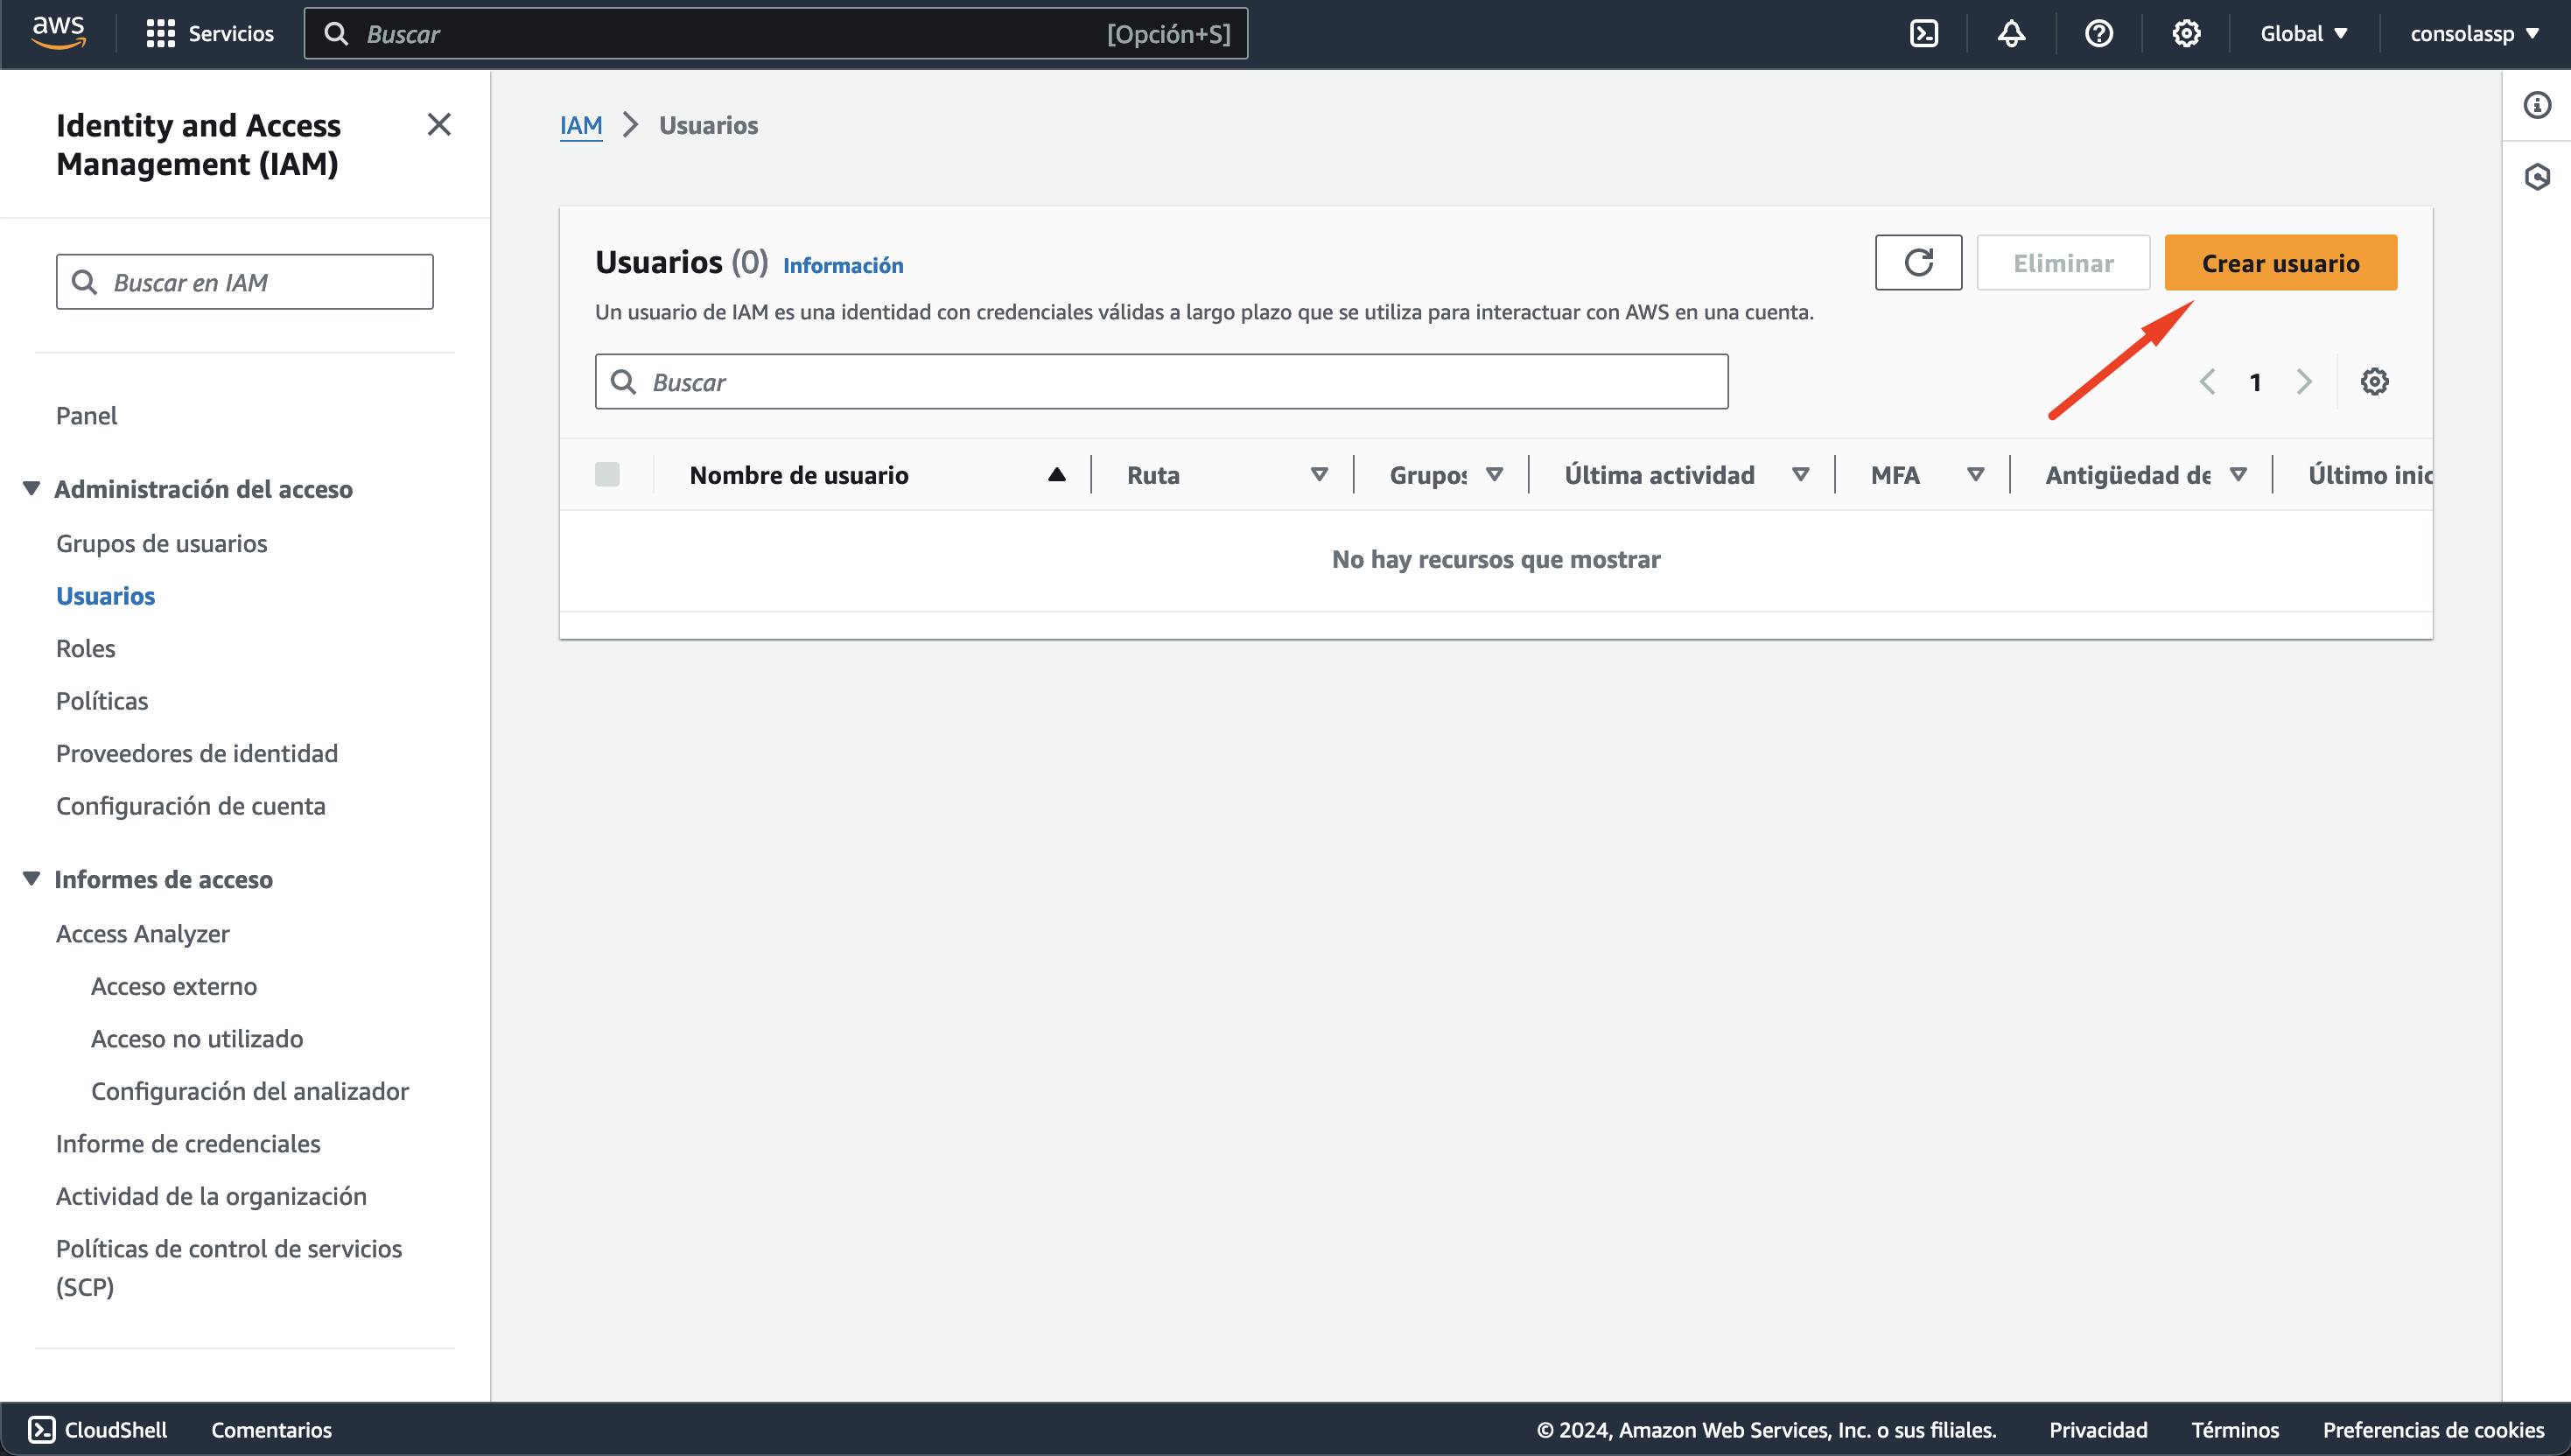 aws
Servicios
Buscar
[Opción+S]
Global
consolassp
Identity and Access
Management (IAM)
Buscar en IAM
Panel
Administración del acceso
Grupos de usuarios
Usuarios
Roles
Políticas
Proveedores de identidad
Configuración de cuenta
Informes de acceso
Access Analyzer
Acceso externo
Acceso no utilizado
Configuración del analizador
Informe de credenciales
Actividad de la organización
Políticas de control de servicios
(SCP)
IAM > Usuarios
Usuarios (0) Información
Eliminar
Crear usuario
Un usuario de IAM es una identidad con credenciales válidas a largo plazo que se utiliza para interactuar con AWS en una cuenta.
Buscar
1
Nombre de usuario Ruta Grupos Última actividad MFA Antigüedad de Último inic
No hay recursos que mostrar
CloudShell
Comentarios
© 2024, Amazon Web Services, Inc. o sus filiales.
Privacidad
Términos
Preferencias de cookies